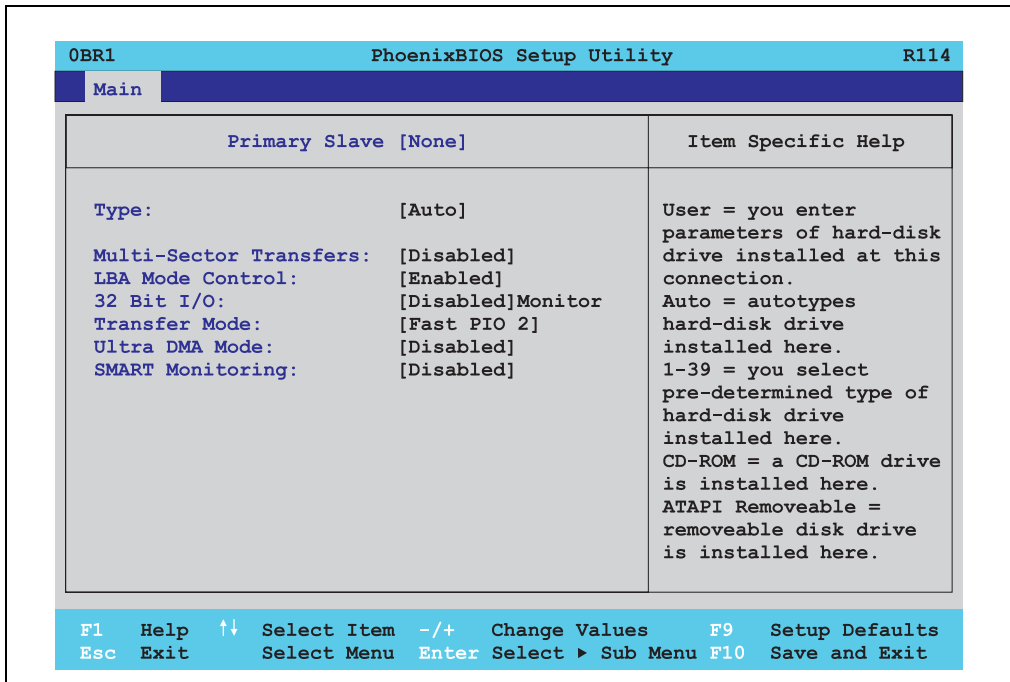 0BR1 PhoenixBIOS Setup Utility R114
Main
Primary Slave [None]
Type: [Auto]
Multi-Sector Transfers: [Disabled]
LBA Mode Control: [Enabled]
32 Bit I/O: [Disabled]Monitor
Transfer Mode: [Fast PIO 2]
Ultra DMA Mode: [Disabled]
SMART Monitoring: [Disabled]
Item Specific Help
User = you enter
parameters of hard-disk
drive installed at this
connection.
Auto = autotypes
hard-disk drive
installed here.
1-39 = you select
pre-determined type of
hard-disk drive
installed here.
CD-ROM = a CD-ROM drive
is installed here.
ATAPI Removeable =
removeable disk drive
is installed here.
F1 Help ↑↓ Select Item -/+ Change Values F9 Setup Defaults
Esc Exit Select Menu Enter Select ▶ Sub Menu F10 Save and Exit